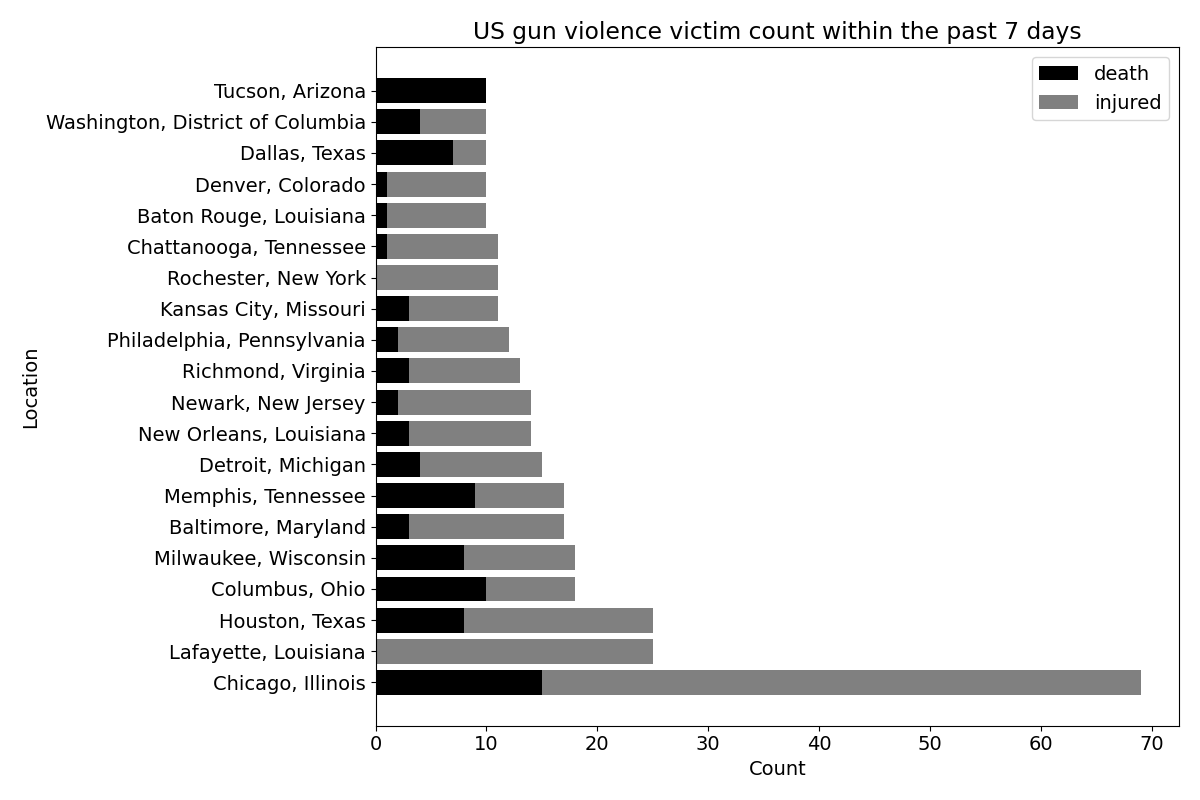 US gun violence victim count within the past 7 days
death
injured
Tucson, Arizona
Washington, District of Columbia
Dallas, Texas
Denver, Colorado
Baton Rouge, Louisiana
Chattanooga, Tennessee
Rochester, New York
Kansas City, Missouri
Philadelphia, Pennsylvania
Richmond, Virginia
Newark, New Jersey
New Orleans, Louisiana
Detroit, Michigan
Memphis, Tennessee
Baltimore, Maryland
Milwaukee, Wisconsin
Columbus, Ohio
Houston, Texas
Lafayette, Louisiana
Chicago, Illinois
Location
0 10 20 30 40 50 60 70
Count